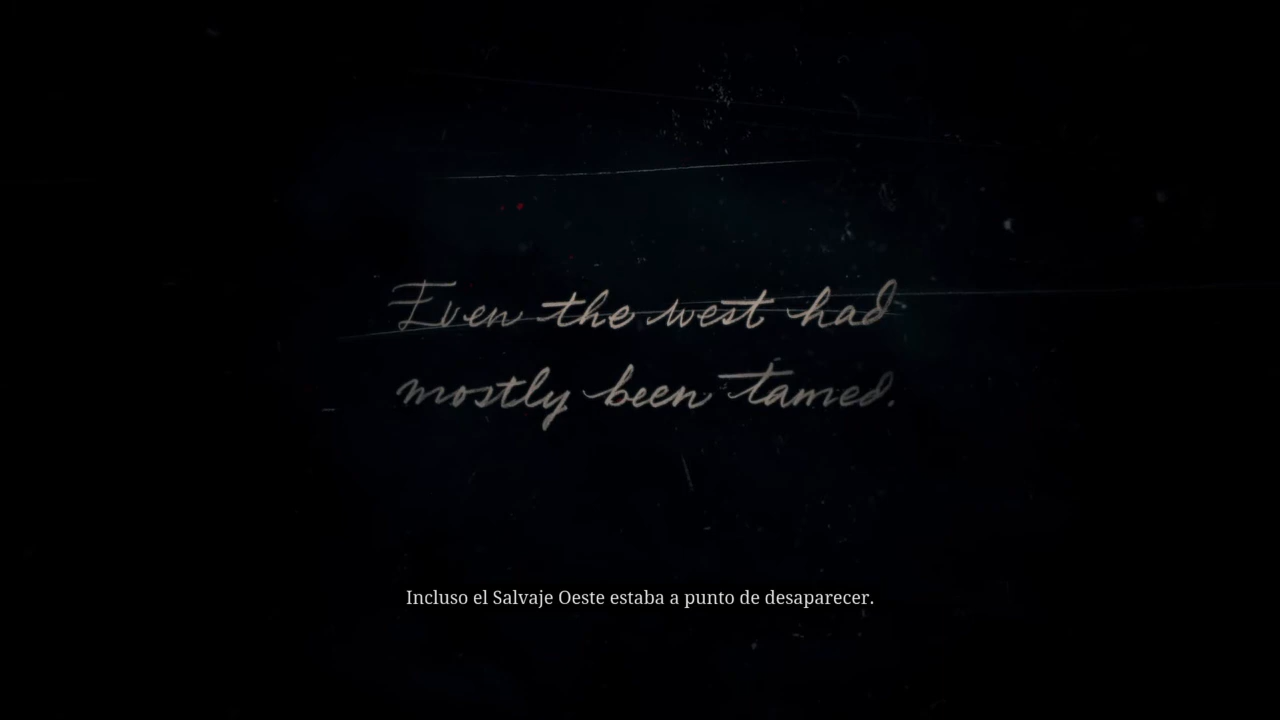 Even the west had
mostly been tamed.
Incluso el Salvaje Oeste estaba a punto de desaparecer.